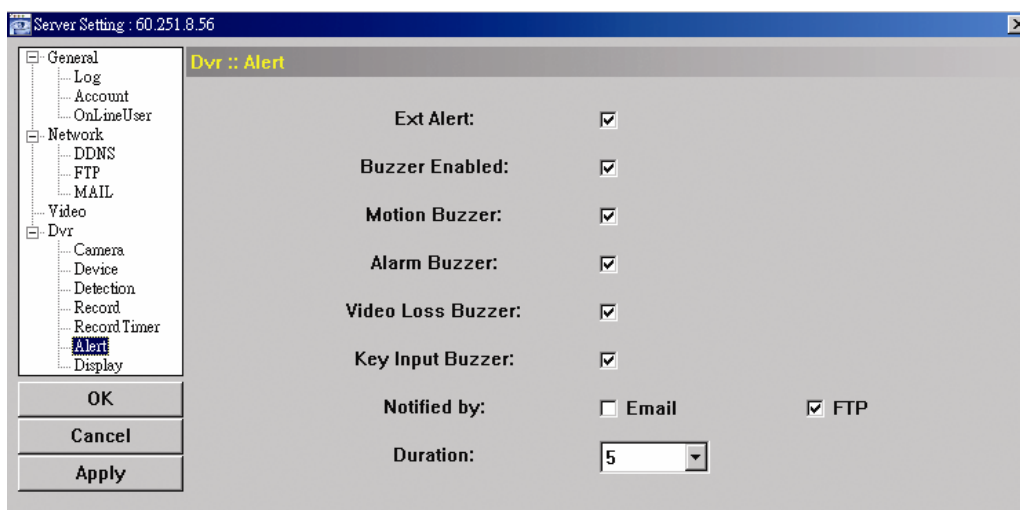 Server Setting : 60.251.8.56
General
Log
Account
OnLineUser
Network
DDNS
FTP
MAIL
Video
Dvr
Camera
Device
Detection
Record
Record Timer
Alert
Display
OK
Cancel
Apply
Dvr :: Alert
Ext Alert:
Buzzer Enabled:
Motion Buzzer:
Alarm Buzzer:
Video Loss Buzzer:
Key Input Buzzer:
Notified by: Email FTP
Duration: 5